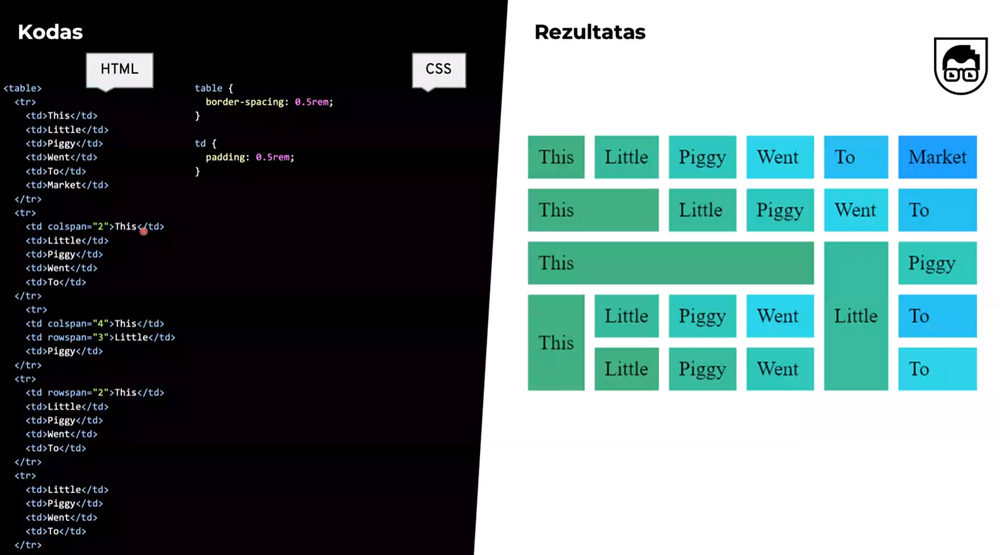 Kodas
HTML
<table>
<tr>
<td>This</td>
<td>Little</td>
<td>Piggy</td>
<td>Went</td>
<td>To</td>
<td>Market</td>
</tr>
<tr>
<td colspan="2">This</td>
<td>Little</td>
<td>Piggy</td>
<td>Went</td>
<td>To</td>
</tr>
<tr>
<td colspan="4">This</td>
<td rowspan="3">Little</td>
<td>Piggy</td>
</tr>
<tr>
<td rowspan="2">This</td>
<td>Little</td>
<td>Piggy</td>
<td>Went</td>
<td>To</td>
</tr>
<tr>
<td>Little</td>
<td>Piggy</td>
<td>Went</td>
<td>To</td>
</tr>
CSS
table {
border-spacing: 0.5rem;
}
td {
padding: 0.5rem;
}
Rezultatas
This Little Piggy Went To Market
This Little Piggy Went To
This Piggy
Little Piggy Went Little To
This
Little Piggy Went To